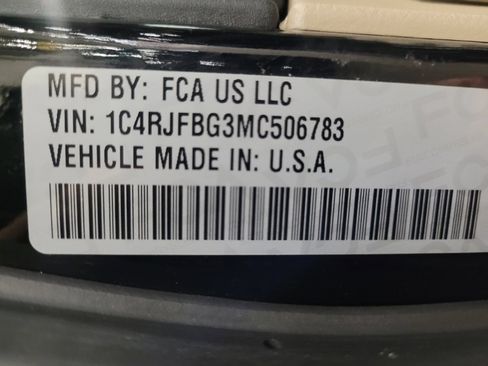 MFD BY: FCA US LLC
VIN: 1C4RJFBG3MC506783
VEHICLE MADE IN: U.S.A.